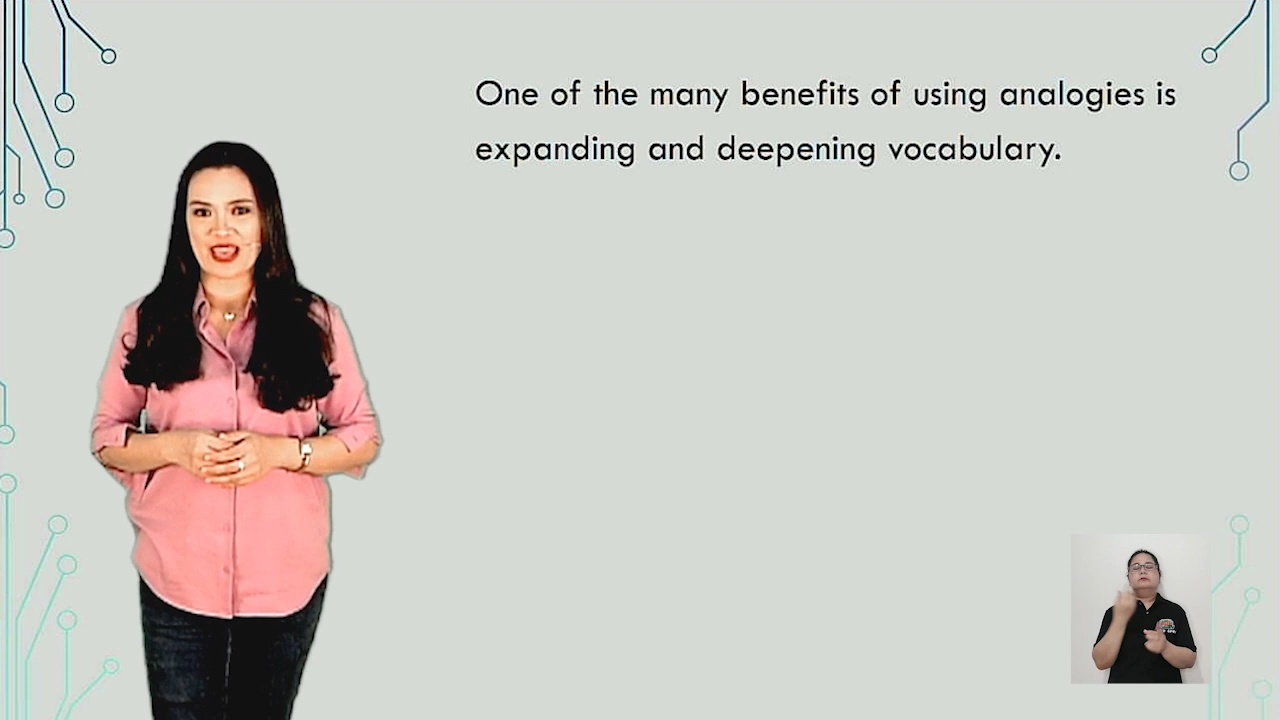 One of the many benefits of using analogies is
expanding and deepening vocabulary.